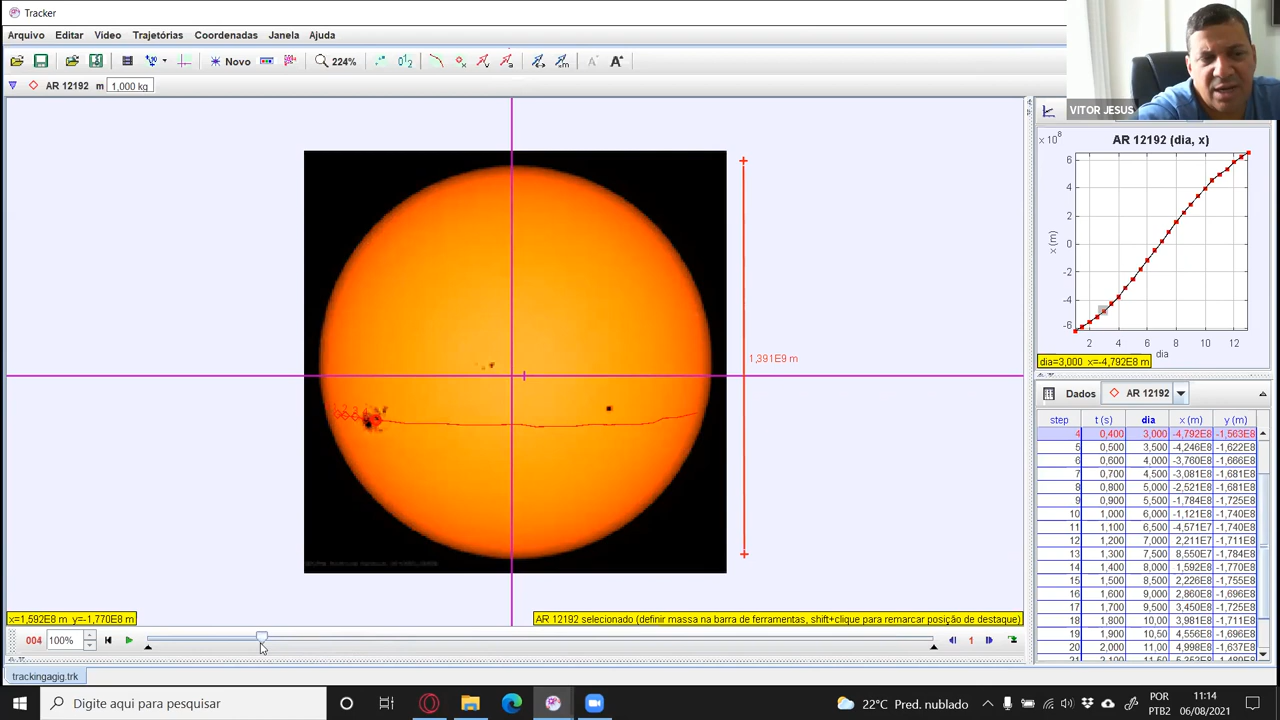 Tracker
Arquivo Editar Vídeo Trajetórias Coordenadas Janela Ajuda
Novo 224%
AR 12192 m 1,000 kg
VITOR JESUS
AR 12192 (dia, x)
× 10⁸
6
4
2
0
-2
-4
-6
x (m)
2 4 6 8 10 12
dia
dia=3,000 x=-4,792E8 m
1,391E9 m
Dados AR 12192
step t (s) dia x (m) y (m)
4 0,400 3,000 -4,792E8 -1,563E8
5 0,500 3,500 -4,246E8 -1,622E8
6 0,600 4,000 -3,760E8 -1,666E8
7 0,700 4,500 -3,081E8 -1,681E8
8 0,800 5,000 -2,521E8 -1,681E8
9 0,900 5,500 -1,784E8 -1,725E8
10 1,000 6,000 -1,121E8 -1,740E8
11 1,100 6,500 -4,571E7 -1,740E8
12 1,200 7,000 2,211E7 -1,711E8
13 1,300 7,500 8,550E7 -1,784E8
14 1,400 8,000 1,592E8 -1,770E8
15 1,500 8,500 2,226E8 -1,755E8
16 1,600 9,000 2,860E8 -1,696E8
17 1,700 9,500 3,450E8 -1,725E8
18 1,800 10,00 3,981E8 -1,740E8
19 1,900 10,50 4,556E8 -1,696E8
20 2,000 11,00 4,998E8 -1,637E8
21 2,100 11,50 5,352E8 -1,489E8
x=1,592E8 m y=-1,770E8 m
AR 12192 selecionado (definir massa na barra de ferramentas, shift+clique para remarcar posição de destaque)
004 100% 1
trackingagig.trk
Digite aqui para pesquisar
22°C Pred. nublado
POR
PTB2
11:14
06/08/2021